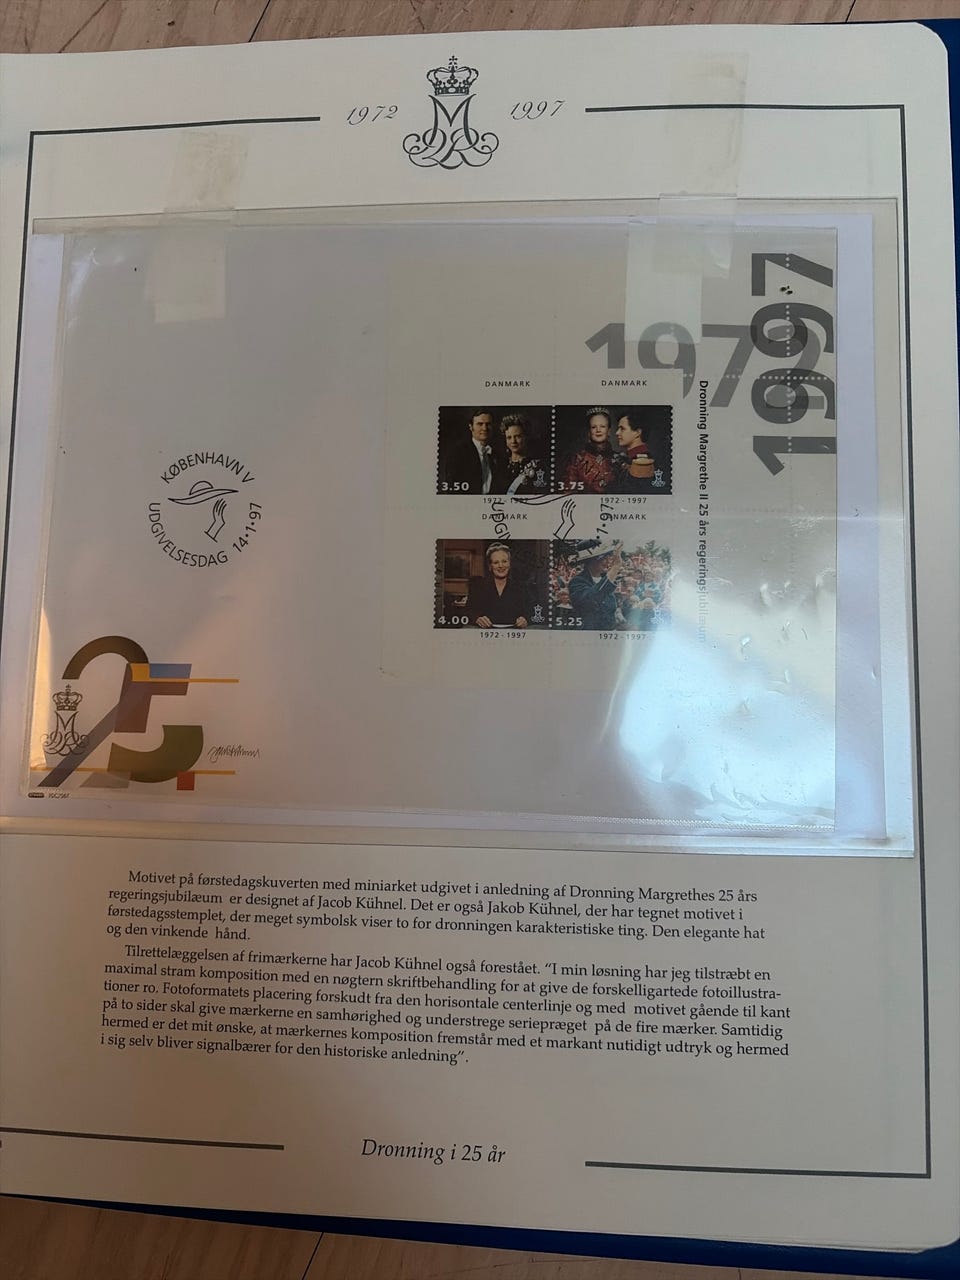 1972 1997
1972
1997
DANMARK DANMARK
3.50 3.75
1972 - 1997 1972 - 1997
DANMARK DANMARK
4.00 5.25
1972 - 1997 1972 - 1997
Dronning Margrethe II 25 års regeringsjubilæum
KØBENHAVN V
UDGIVELSESDAG 14•1•97
25
Motivet på førstedagskuverten med miniarket udgivet i anledning af Dronning Margrethes 25 års
regeringsjubilæum er designet af Jacob Kühnel. Det er også Jakob Kühnel, der har tegnet motivet i
førstedagsstemplet, der meget symbolsk viser to for dronningen karakteristiske ting. Den elegante hat
og den vinkende hånd.
Tilrettelæggelsen af frimærkerne har Jacob Kühnel også forestået. “I min løsning har jeg tilstræbt en
maximal stram komposition med en nøgtern skriftbehandling for at give de forskelligartede fotoillustra-
tioner ro. Fotoformatets placering forskudt fra den horisontale centerlinje og med motivet gående til kant
på to sider skal give mærkerne en samhørighed og understrege seriepræget på de fire mærker. Samtidig
hermed er det mit ønske, at mærkernes komposition fremstår med et markant nutidigt udtryk og hermed
i sig selv bliver signalbærer for den historiske anledning”.
Dronning i 25 år